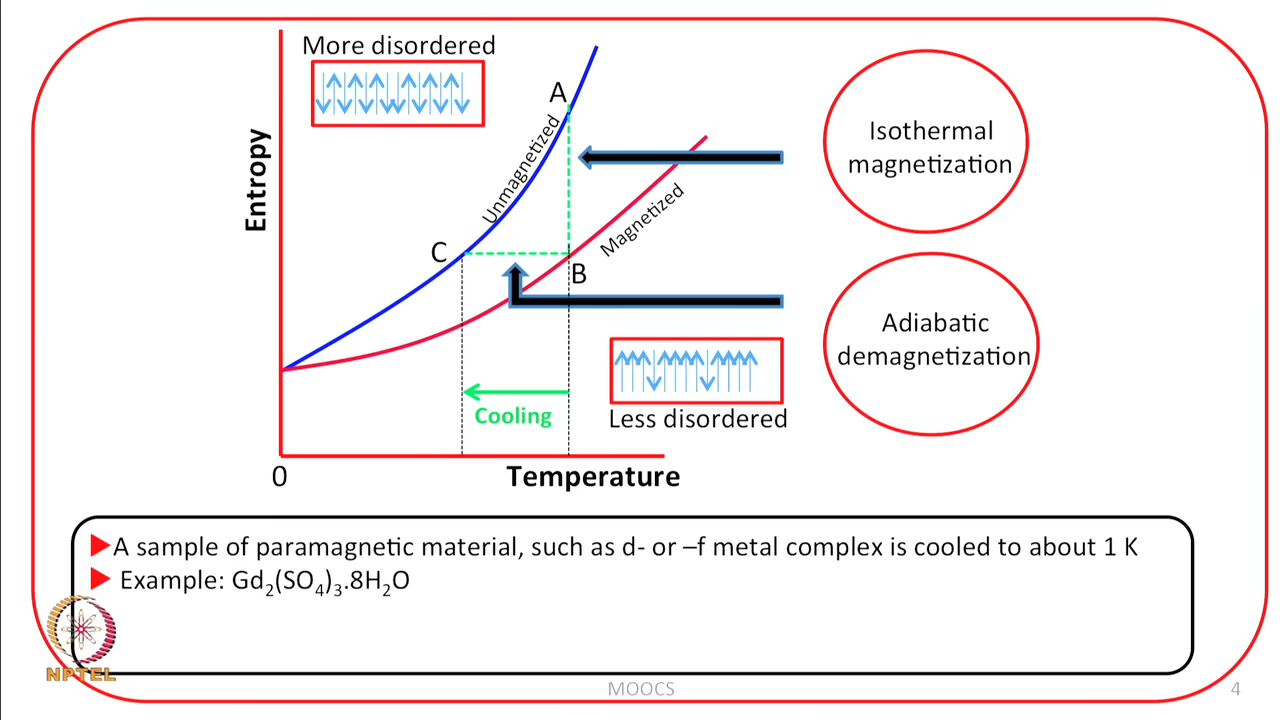 More disordered
A
Unmagnetized
Entropy
C
B
Magnetized
Isothermal
magnetization
Adiabatic
demagnetization
Cooling
Less disordered
0
Temperature
▶A sample of paramagnetic material, such as d- or –f metal complex is cooled to about 1 K
▶ Example: Gd₂(SO₄)₃.8H₂O
NPTEL
MOOCS
4